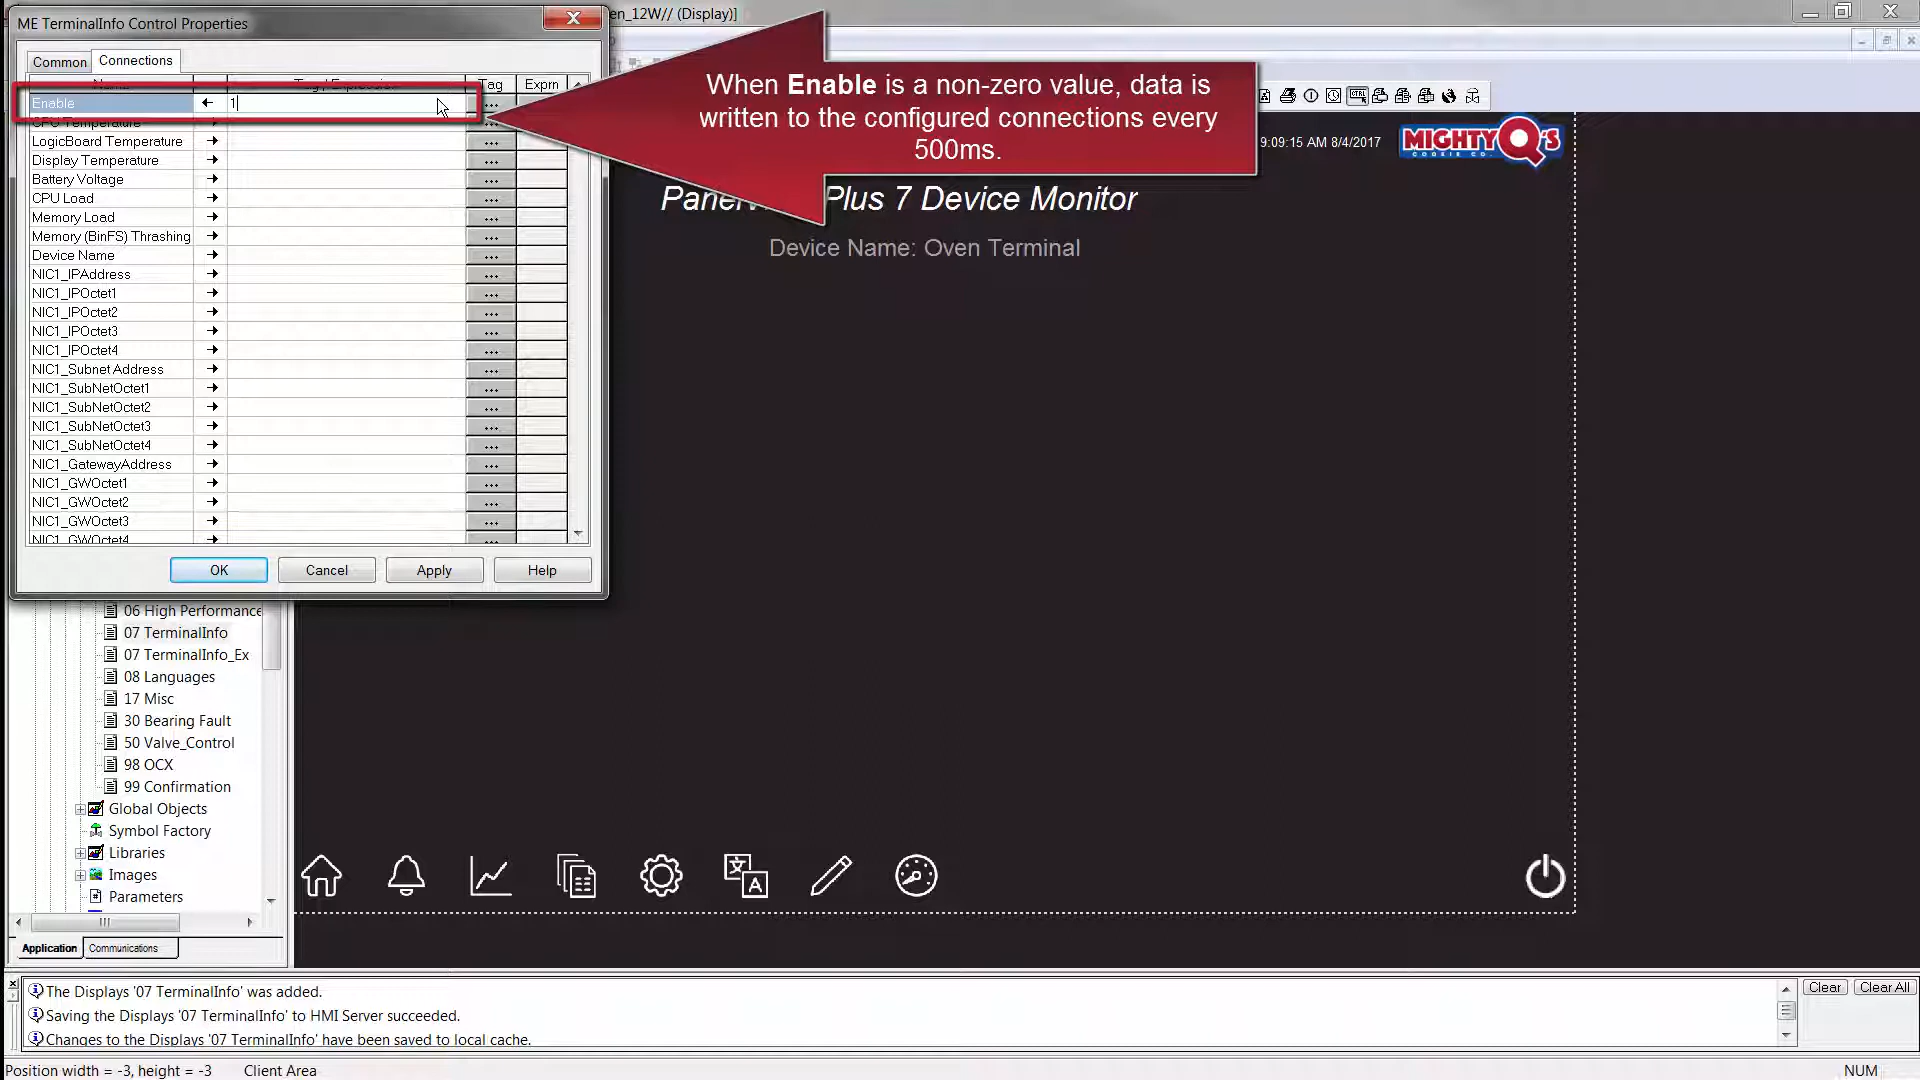 ME TerminalInfo Control Properties
en_12W// (Display)]
Common Connections
Tag Exprn
Enable 1
CPU Temperature
LogicBoard Temperature
Display Temperature
Battery Voltage
CPU Load
Memory Load
Memory (BinFS) Thrashing
Device Name
NIC1_IPAddress
NIC1_IPOctet1
NIC1_IPOctet2
NIC1_IPOctet3
NIC1_IPOctet4
NIC1_Subnet Address
NIC1_SubNetOctet1
NIC1_SubNetOctet2
NIC1_SubNetOctet3
NIC1_SubNetOctet4
NIC1_GatewayAddress
NIC1_GWOctet1
NIC1_GWOctet2
NIC1_GWOctet3
NIC1_GWOctet4
OK Cancel Apply Help
When Enable is a non-zero value, data is
written to the configured connections every
500ms.
CTRL
9:09:15 AM 8/4/2017
MIGHTY Q'S
COOKIE CO.
Plus 7 Device Monitor
Device Name: Oven Terminal
06 High Performance
07 TerminalInfo
07 TerminalInfo_Ex
08 Languages
17 Misc
30 Bearing Fault
50 Valve_Control
98 OCX
99 Confirmation
Global Objects
Symbol Factory
Libraries
Images
Parameters
Application Communications
文 A
The Displays '07 TerminalInfo' was added.
Saving the Displays '07 TerminalInfo' to HMI Server succeeded.
Changes to the Displays '07 TerminalInfo' have been saved to local cache.
Clear Clear All
Position width = -3, height = -3 Client Area NUM